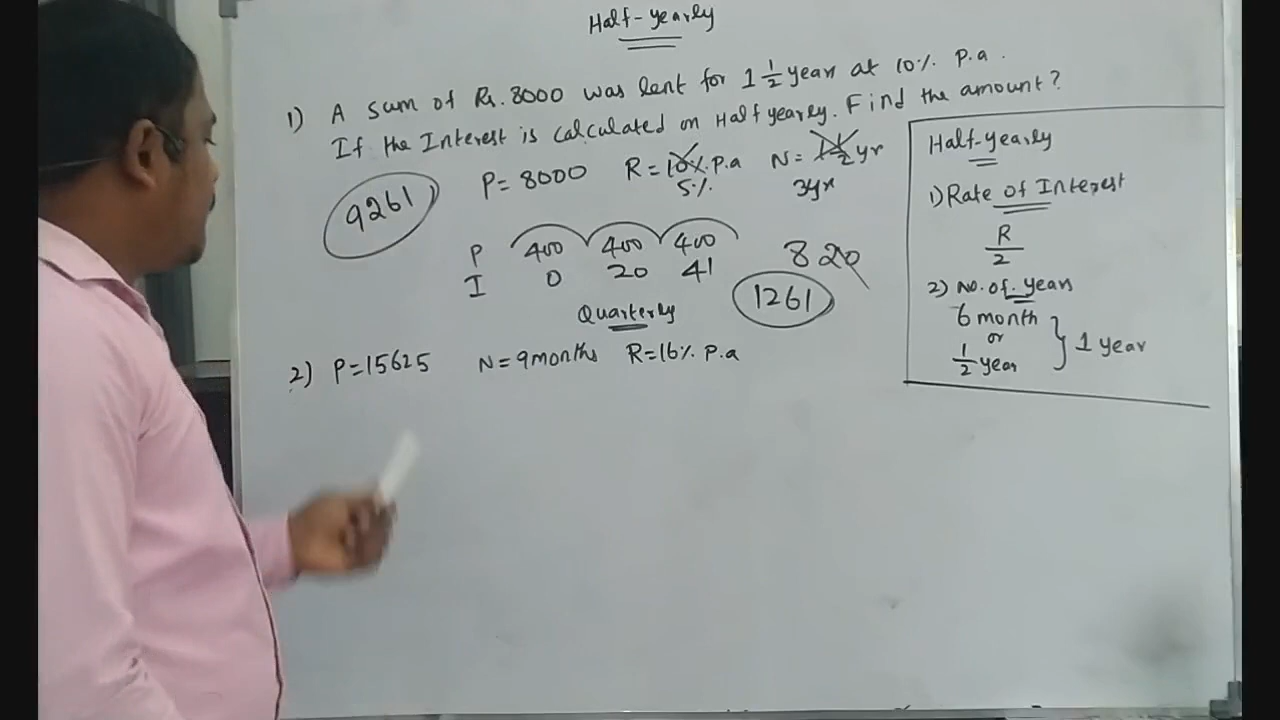 Half-yearly
1) A sum of Rs.8000 was lent for 1 1/2 years at 10% p.a.
If the Interest is calculated on Half yearly. Find the amount?
P=8000 R=10%.p.a N=1 1/2 yr
5% 3yr
9261
P 400 400 400 820
I 0 20 41 1261
Quarterly
2) P=15625 N=9months R=16% p.a
Half-yearly
1) Rate of Interest
R/2
2) No. of. years
6 month
or
1/2 year
} 1 year